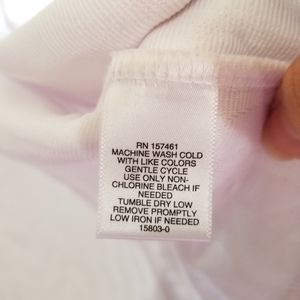 RN 157461
MACHINE WASH COLD
WITH LIKE COLORS
GENTLE CYCLE
USE ONLY NON-
CHLORINE BLEACH IF
NEEDED
TUMBLE DRY LOW
REMOVE PROMPTLY
LOW IRON IF NEEDED
15803-0